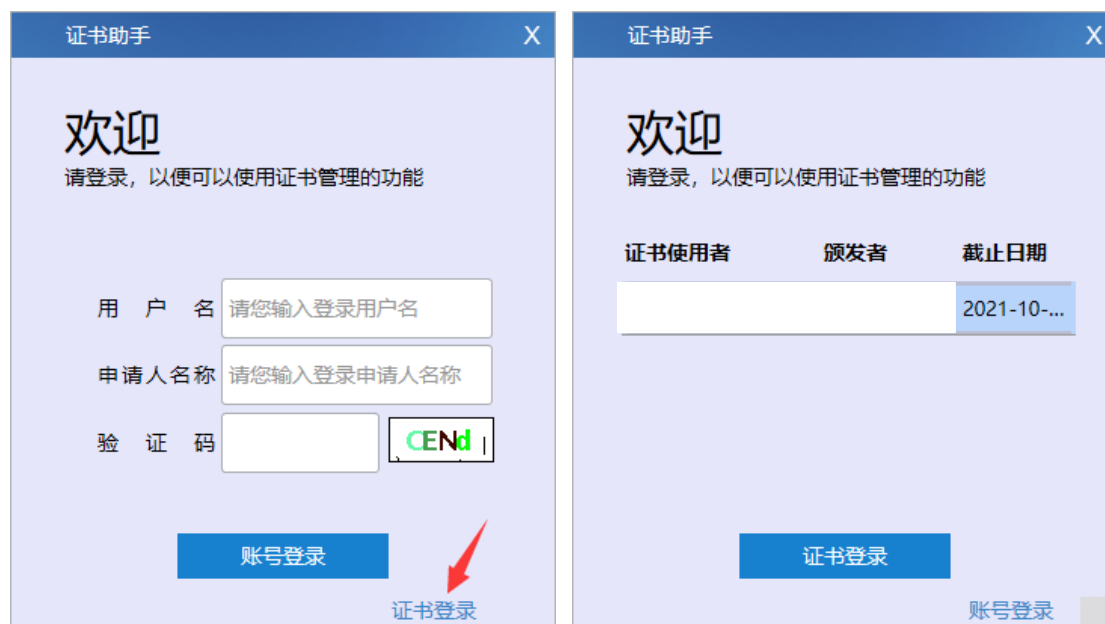 证书助手 X
欢迎
请登录，以便可以使用证书管理的功能
用户名 请您输入登录用户名
申请人名称 请您输入登录申请人名称
验证码 CENd
账号登录
证书登录
证书助手 X
欢迎
请登录，以便可以使用证书管理的功能
证书使用者 颁发者 截止日期
2021-10-...
证书登录
账号登录